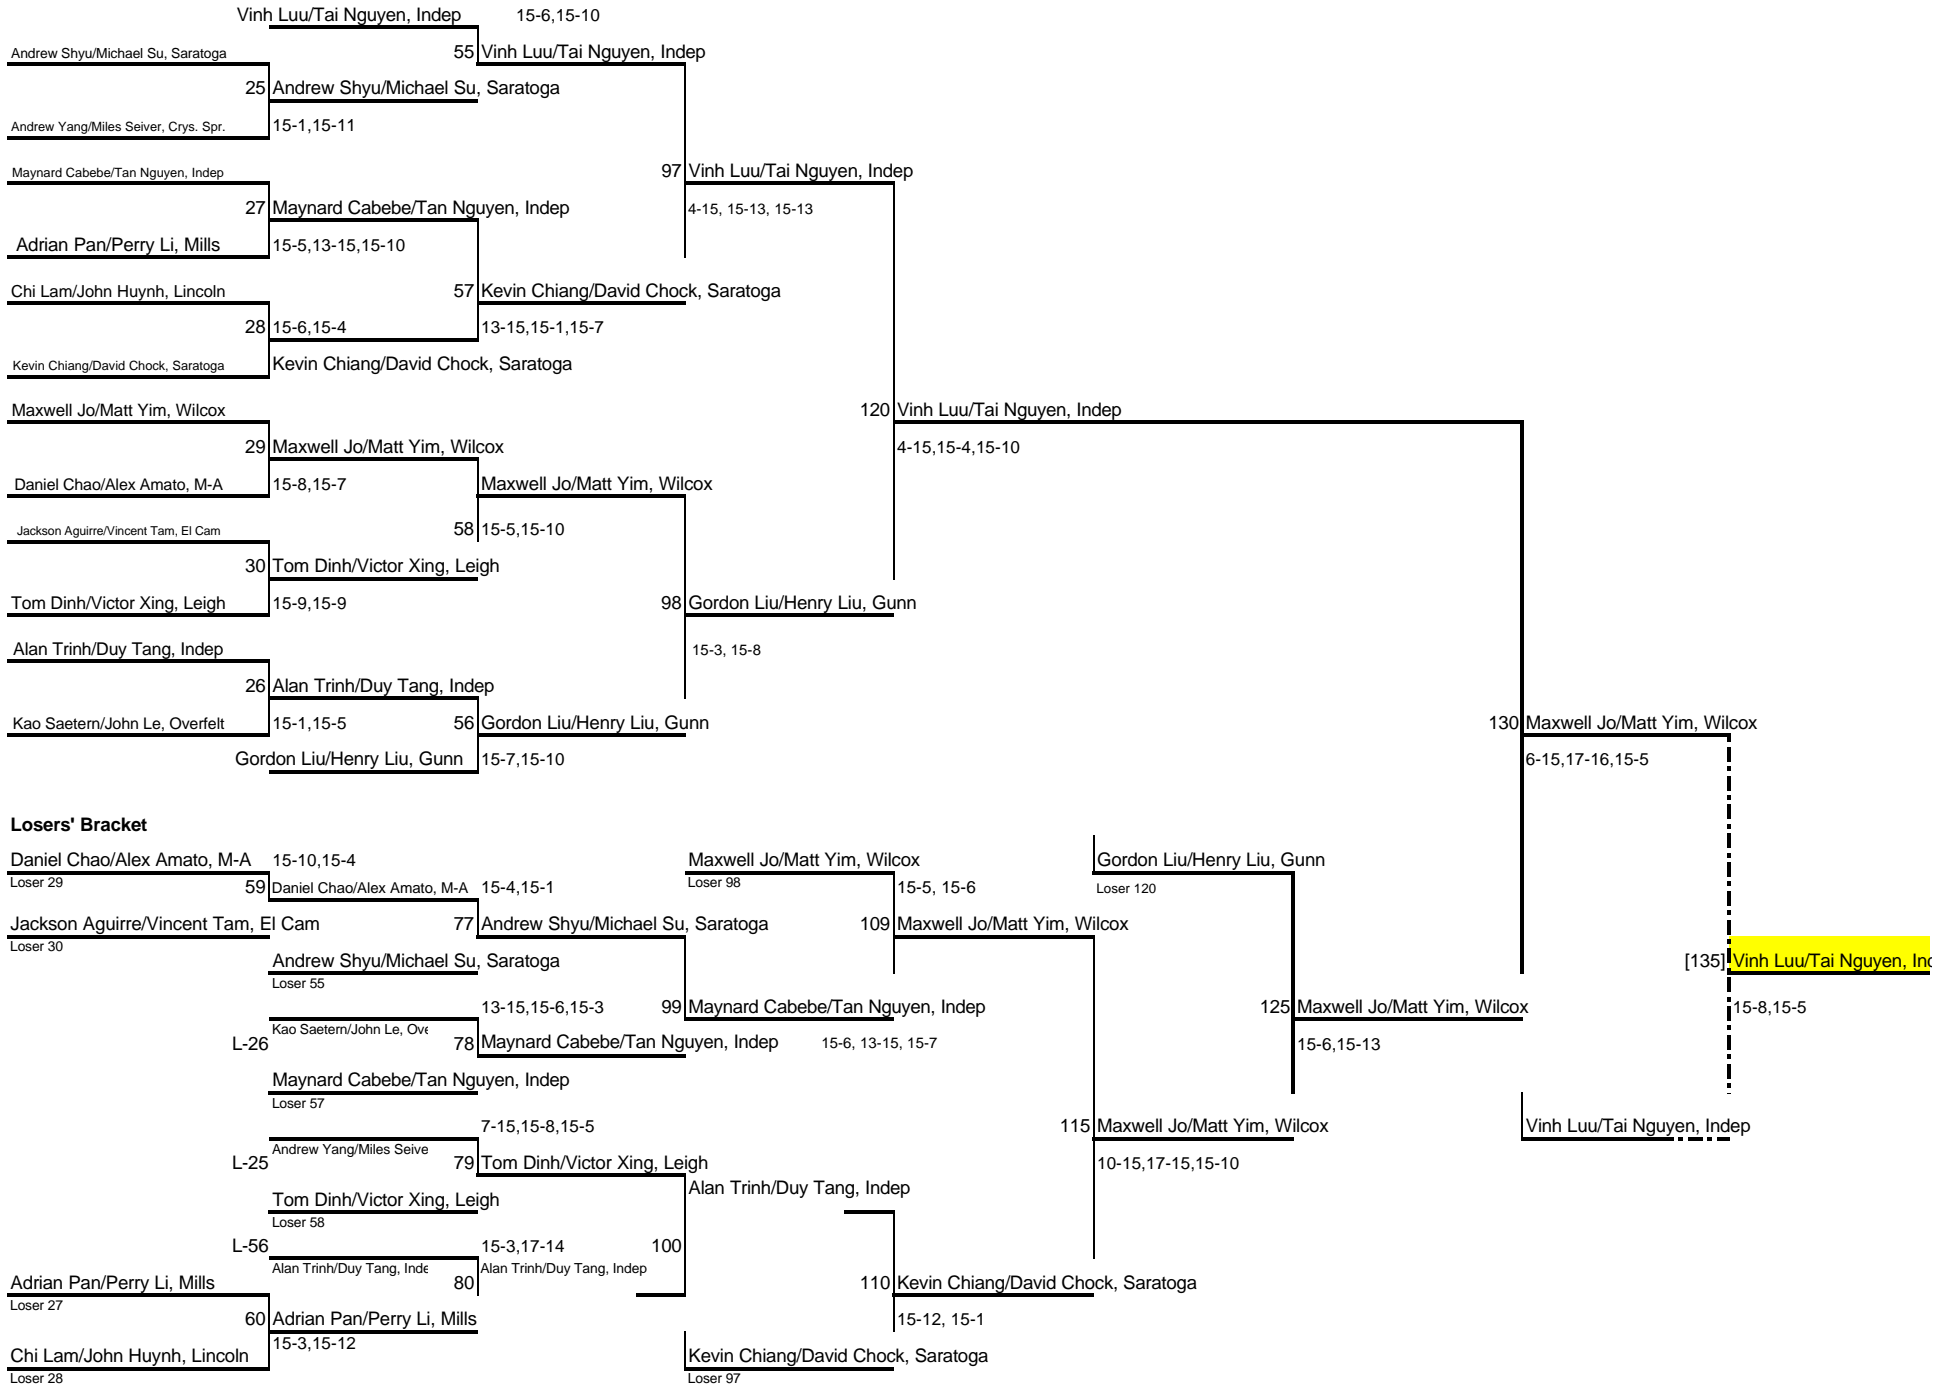 Vinh Luu/Tai Nguyen, Indep 15-6,15-10
Andrew Shyu/Michael Su, Saratoga 55 Vinh Luu/Tai Nguyen, Indep
25 Andrew Shyu/Michael Su, Saratoga
Andrew Yang/Miles Seiver, Crys. Spr. 15-1,15-11
Maynard Cabebe/Tan Nguyen, Indep 97 Vinh Luu/Tai Nguyen, Indep
27 Maynard Cabebe/Tan Nguyen, Indep 4-15, 15-13, 15-13
Adrian Pan/Perry Li, Mills 15-5,13-15,15-10
Chi Lam/John Huynh, Lincoln 57 Kevin Chiang/David Chock, Saratoga
28 15-6,15-4 13-15,15-1,15-7
Kevin Chiang/David Chock, Saratoga Kevin Chiang/David Chock, Saratoga
Maxwell Jo/Matt Yim, Wilcox 120 Vinh Luu/Tai Nguyen, Indep
29 Maxwell Jo/Matt Yim, Wilcox 4-15,15-4,15-10
Daniel Chao/Alex Amato, M-A 15-8,15-7 Maxwell Jo/Matt Yim, Wilcox
Jackson Aguirre/Vincent Tam, El Cam 58 15-5,15-10
30 Tom Dinh/Victor Xing, Leigh
Tom Dinh/Victor Xing, Leigh 15-9,15-9 98 Gordon Liu/Henry Liu, Gunn
Alan Trinh/Duy Tang, Indep 15-3, 15-8
26 Alan Trinh/Duy Tang, Indep
Kao Saetern/John Le, Overfelt 15-1,15-5 56 Gordon Liu/Henry Liu, Gunn 130 Maxwell Jo/Matt Yim, Wilcox
Gordon Liu/Henry Liu, Gunn 15-7,15-10 6-15,17-16,15-5
Losers' Bracket
Daniel Chao/Alex Amato, M-A 15-10,15-4 Maxwell Jo/Matt Yim, Wilcox Gordon Liu/Henry Liu, Gunn
Loser 29 59 Daniel Chao/Alex Amato, M-A 15-4,15-1 Loser 98 15-5, 15-6 Loser 120
Jackson Aguirre/Vincent Tam, El Cam 77 Andrew Shyu/Michael Su, Saratoga 109 Maxwell Jo/Matt Yim, Wilcox
Loser 30
Andrew Shyu/Michael Su, Saratoga [135] Vinh Luu/Tai Nguyen, Ind
Loser 55
13-15,15-6,15-3 99 Maynard Cabebe/Tan Nguyen, Indep 125 Maxwell Jo/Matt Yim, Wilcox 15-8,15-5
Kao Saetern/John Le, Ove
L-26 78 Maynard Cabebe/Tan Nguyen, Indep 15-6, 13-15, 15-7 15-6,15-13
Maynard Cabebe/Tan Nguyen, Indep
Loser 57
7-15,15-8,15-5 115 Maxwell Jo/Matt Yim, Wilcox Vinh Luu/Tai Nguyen, Indep
Andrew Yang/Miles Seive
L-25 79 Tom Dinh/Victor Xing, Leigh 10-15,17-15,15-10
Alan Trinh/Duy Tang, Indep
Tom Dinh/Victor Xing, Leigh
Loser 58
L-56 15-3,17-14 100
Alan Trinh/Duy Tang, Inde Alan Trinh/Duy Tang, Indep
Adrian Pan/Perry Li, Mills 80 110 Kevin Chiang/David Chock, Saratoga
Loser 27
60 Adrian Pan/Perry Li, Mills 15-12, 15-1
15-3,15-12
Chi Lam/John Huynh, Lincoln Kevin Chiang/David Chock, Saratoga
Loser 28 Loser 97